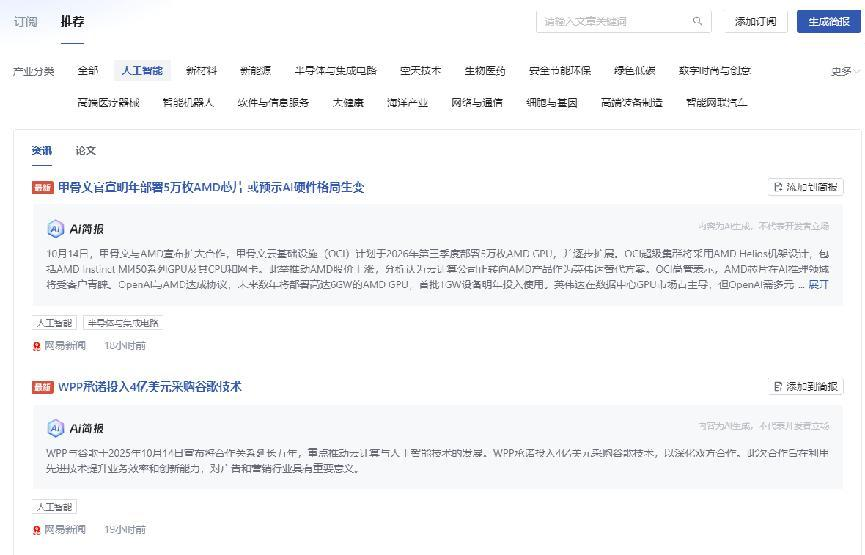 订阅 推荐 请输入文章关键词 添加订阅 生成简报
产业分类 全部 人工智能 新材料 新能源 半导体与集成电路 空天技术 生物医药 安全节能环保 绿色低碳 数字时尚与创意 更多
高端医疗器械 智能机器人 软件与信息服务 大健康 海洋产业 网络与通信 细胞与基因 高端装备制造 智能网联汽车
资讯 论文
最新 甲骨文官宣明年部署5万枚AMD芯片 或预示AI硬件格局生变 添加到简报
AI简报 内容为AI生成，不代表开发者立场
10月14日，甲骨文与AMD宣布扩大合作，甲骨文云基础设施（OCI）计划于2026年第三季度部署5万枚AMD GPU，并逐步扩展。OCI超级集群将采用AMD Helios机架设计，包
括AMD Instinct MI450系列GPU及其CPU和网卡。此举推动AMD股价上涨，分析认为云计算公司正转向AMD产品作为英伟达替代方案。OCI高管表示，AMD芯片在AI推理领域
将受客户青睐。OpenAI与AMD达成协议，未来数年将部署高达6GW的AMD GPU，首批1GW设备明年投入使用。英伟达在数据中心GPU市场占主导，但OpenAI需多元 ... 展开
人工智能 半导体与集成电路
网易新闻 18小时前
最新 WPP承诺投入4亿美元采购谷歌技术 添加到简报
AI简报 内容为AI生成，不代表开发者立场
WPP与谷歌于2025年10月14日宣布将合作关系延长五年，重点推动云计算与人工智能技术的发展。WPP承诺投入4亿美元采购谷歌技术，以深化双方合作。此次合作旨在利用
先进技术提升业务效率和创新能力，对广告和营销行业具有重要意义。
人工智能
网易新闻 19小时前